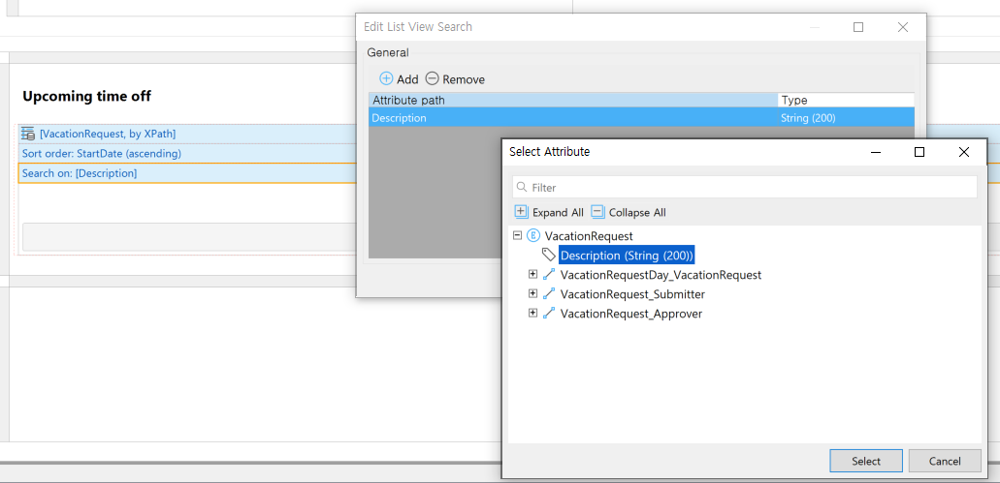 Edit List View Search
General
Add Remove
Attribute path Type
Description String (200)
Upcoming time off
[VacationRequest, by XPath]
Sort order: StartDate (ascending)
Search on: [Description]
Select Attribute
Filter
Expand All Collapse All
E VacationRequest
Description (String (200))
VacationRequestDay_VacationRequest
VacationRequest_Submitter
VacationRequest_Approver
Select Cancel